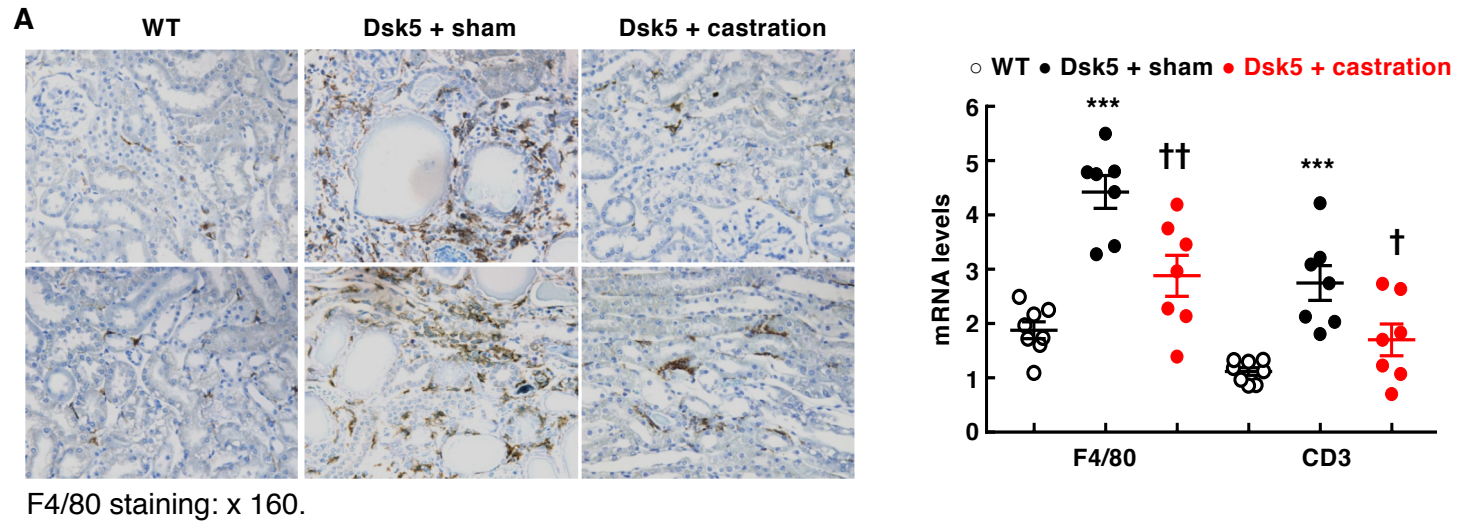 A
WT
Dsk5 + sham
Dsk5 + castration
F4/80 staining: x 160.
WT Dsk5 + sham Dsk5 + castration
mRNA levels
6
5
4
3
2
1
0
***
††
***
†
F4/80
CD3